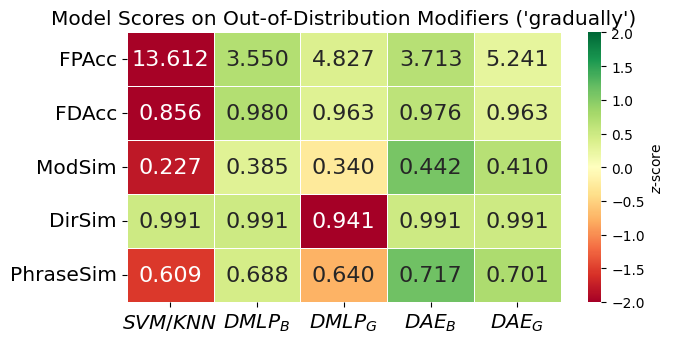 Model Scores on Out-of-Distribution Modifiers ('gradually')
FPAcc 13.612 3.550 4.827 3.713 5.241
FDAcc 0.856 0.980 0.963 0.976 0.963
ModSim 0.227 0.385 0.340 0.442 0.410
DirSim 0.991 0.991 0.941 0.991 0.991
PhraseSim 0.609 0.688 0.640 0.717 0.701
SVM/KNN DMLP_B DMLP_G DAE_B DAE_G
2.0
1.5
1.0
0.5
0.0
−0.5
−1.0
−1.5
−2.0
z-score